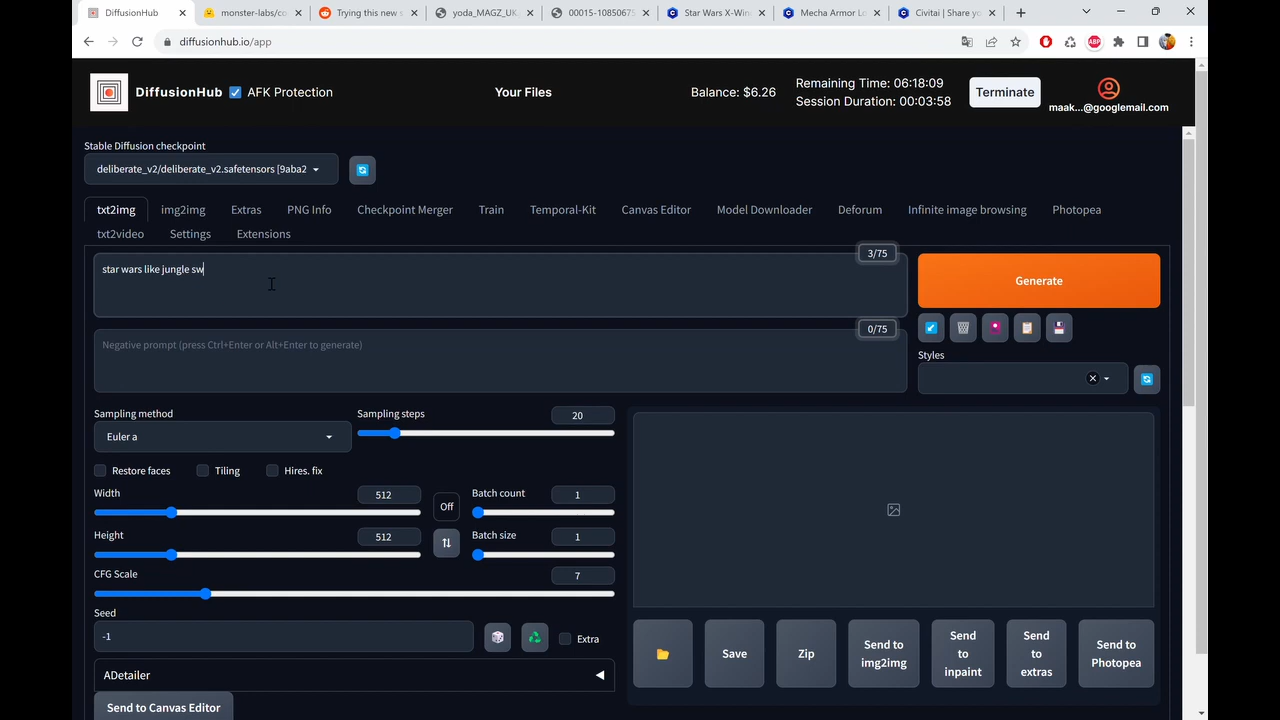 DiffusionHub
monster-labs/co
Trying this new s
yoda_MAGZ_L
00015-10850675
Star Wars X-Win
Mecha Armor Lo
Civitai | Share yo
diffusionhub.io/app
ABP
DiffusionHub AFK Protection Your Files Balance: $6.26
Remaining Time: 06:18:09
Session Duration: 00:03:58
Terminate
maak...@googlemail.com
Stable Diffusion checkpoint
deliberate_v2/deliberate_v2.safetensors [9aba2
txt2img img2img Extras PNG Info Checkpoint Merger Train Temporal-Kit Canvas Editor Model Downloader Deforum Infinite image browsing Photopea
txt2video Settings Extensions
3/75
star wars like jungle sw
Generate
0/75
Negative prompt (press Ctrl+Enter or Alt+Enter to generate)
Styles
Sampling method
Euler a
Sampling steps 20
Restore faces Tiling Hires. fix
Width 512
Height 512
Off
Batch count 1
Batch size 1
CFG Scale 7
Seed
-1
Extra
ADetailer
Send to Canvas Editor
Save
Zip
Send to
img2img
Send
to
inpaint
Send
to
extras
Send to
Photopea